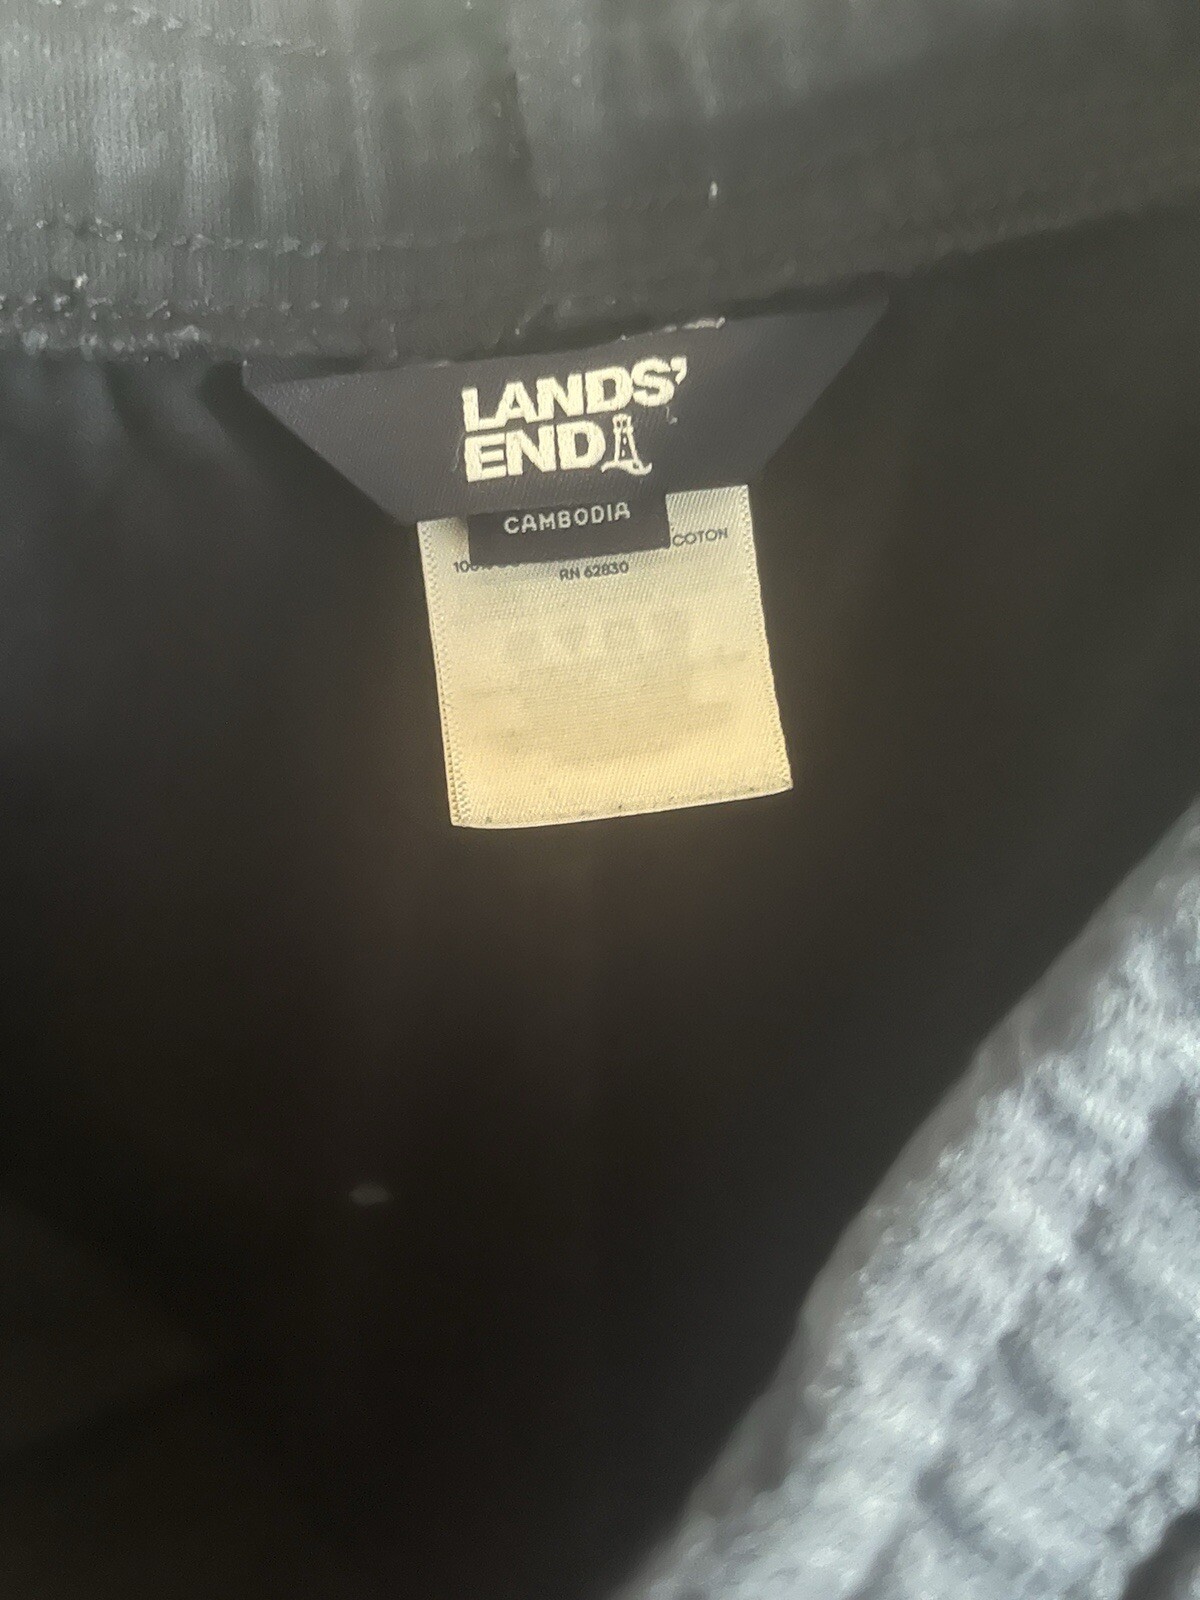 LANDS'
END
CAMBODIA
COTON
RN 62830